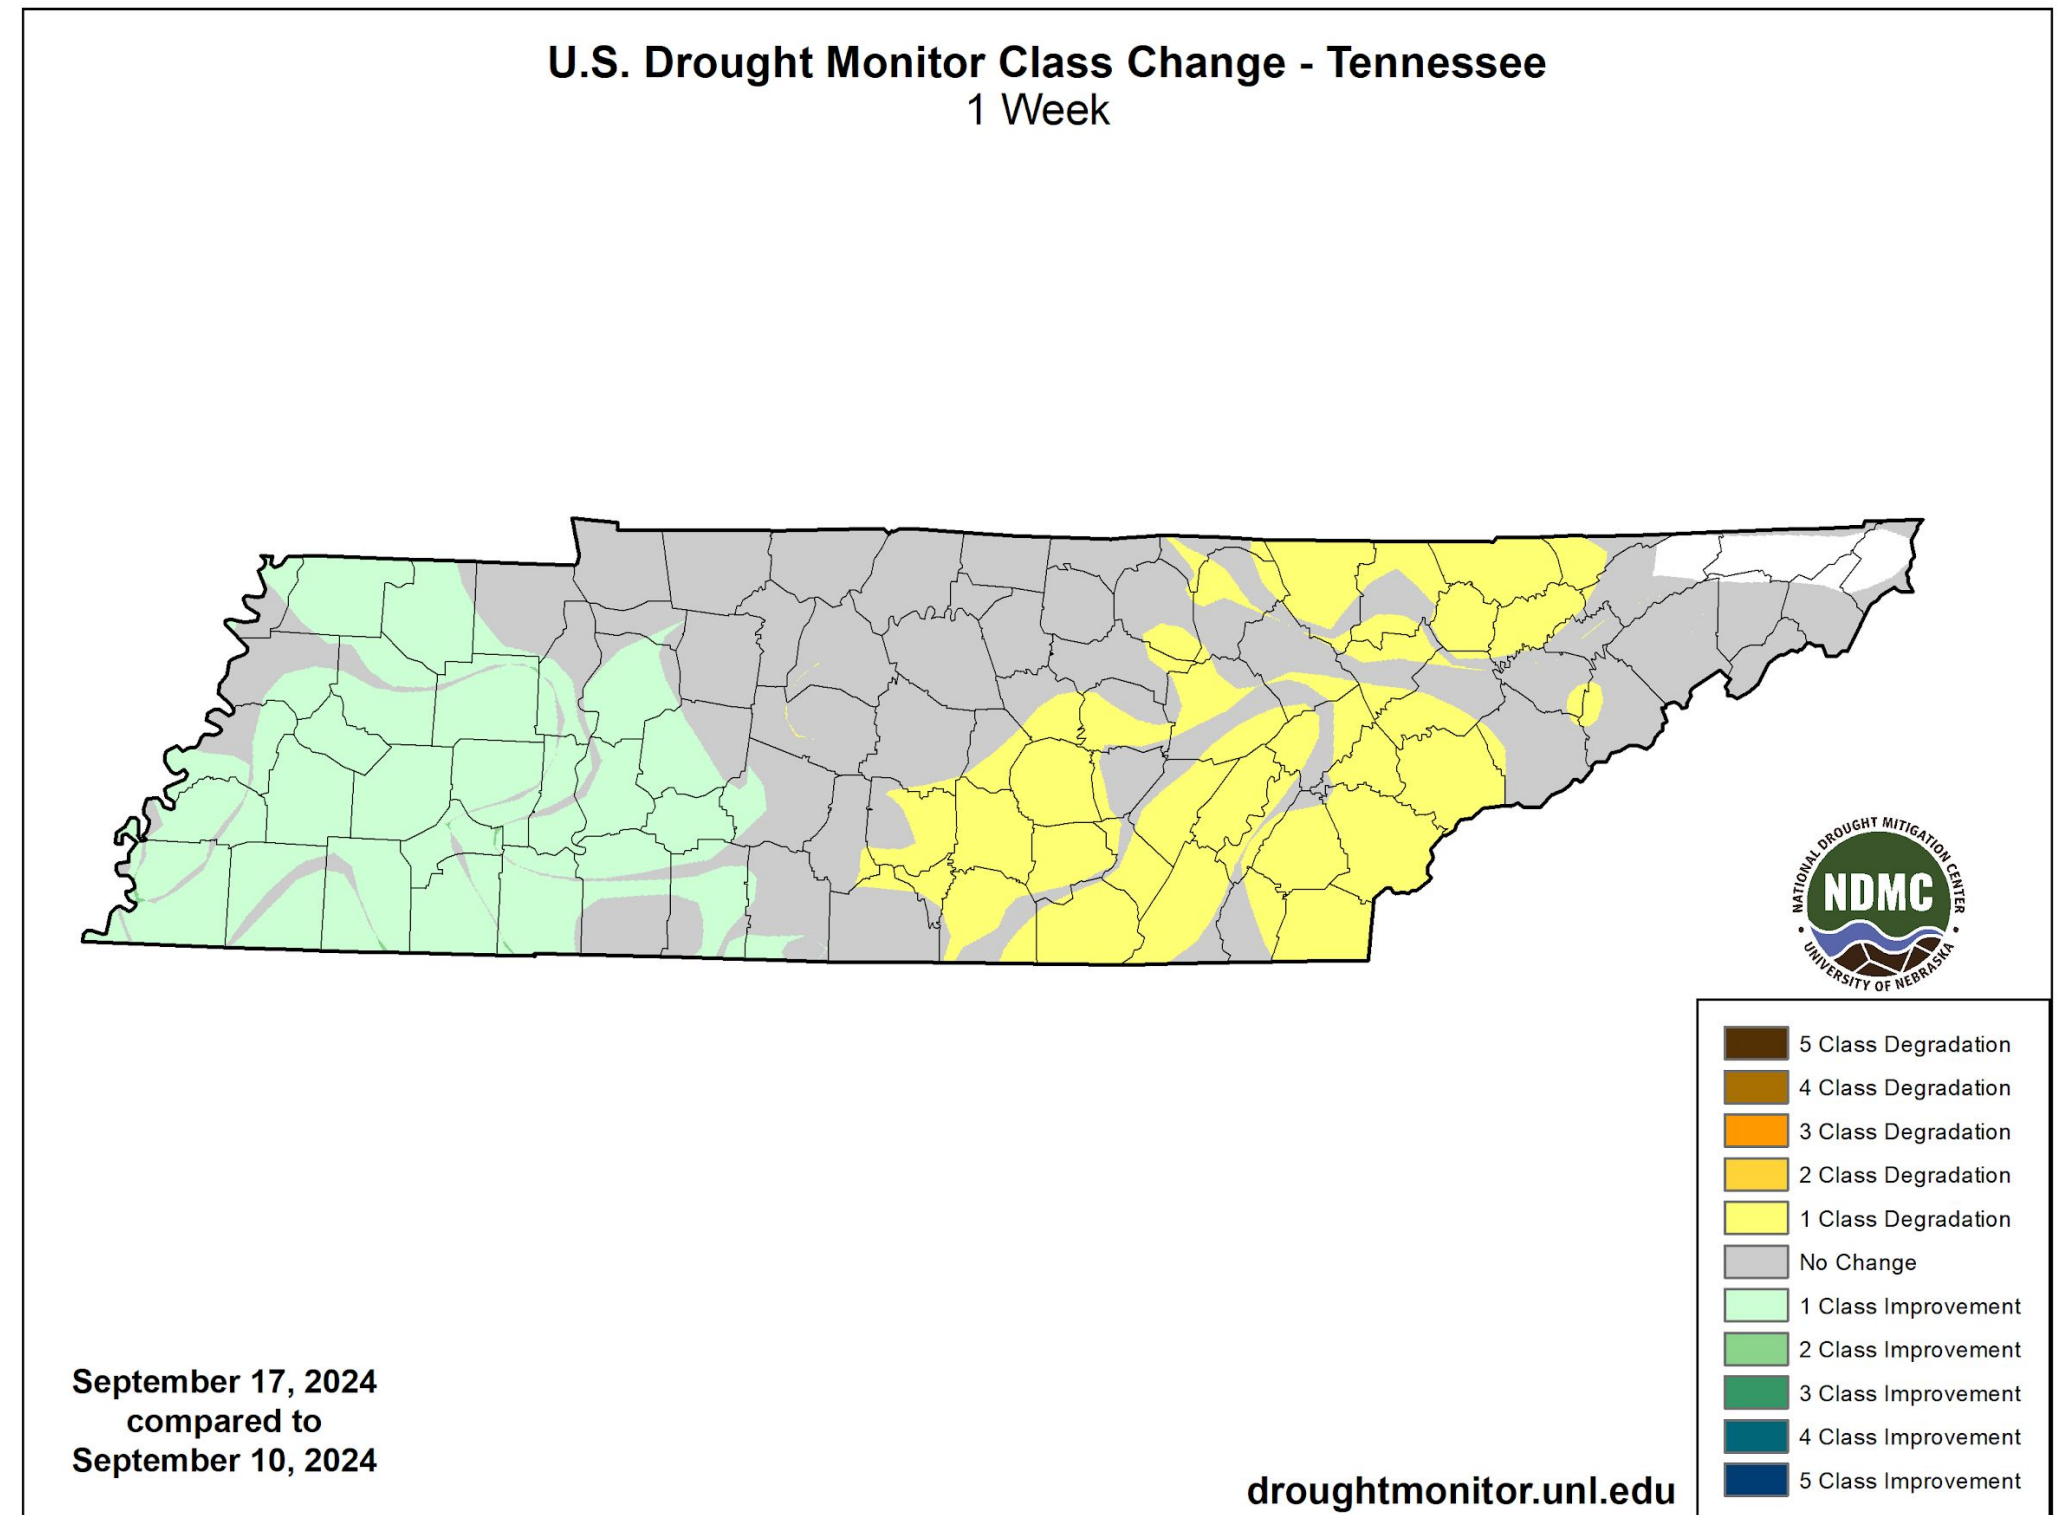 U.S. Drought Monitor Class Change - Tennessee
1 Week
NATIONAL DROUGHT MITIGATION CENTER
NDMC
• UNIVERSITY OF NEBRASKA •
5 Class Degradation
4 Class Degradation
3 Class Degradation
2 Class Degradation
1 Class Degradation
No Change
1 Class Improvement
2 Class Improvement
3 Class Improvement
4 Class Improvement
5 Class Improvement
September 17, 2024
compared to
September 10, 2024
droughtmonitor.unl.edu